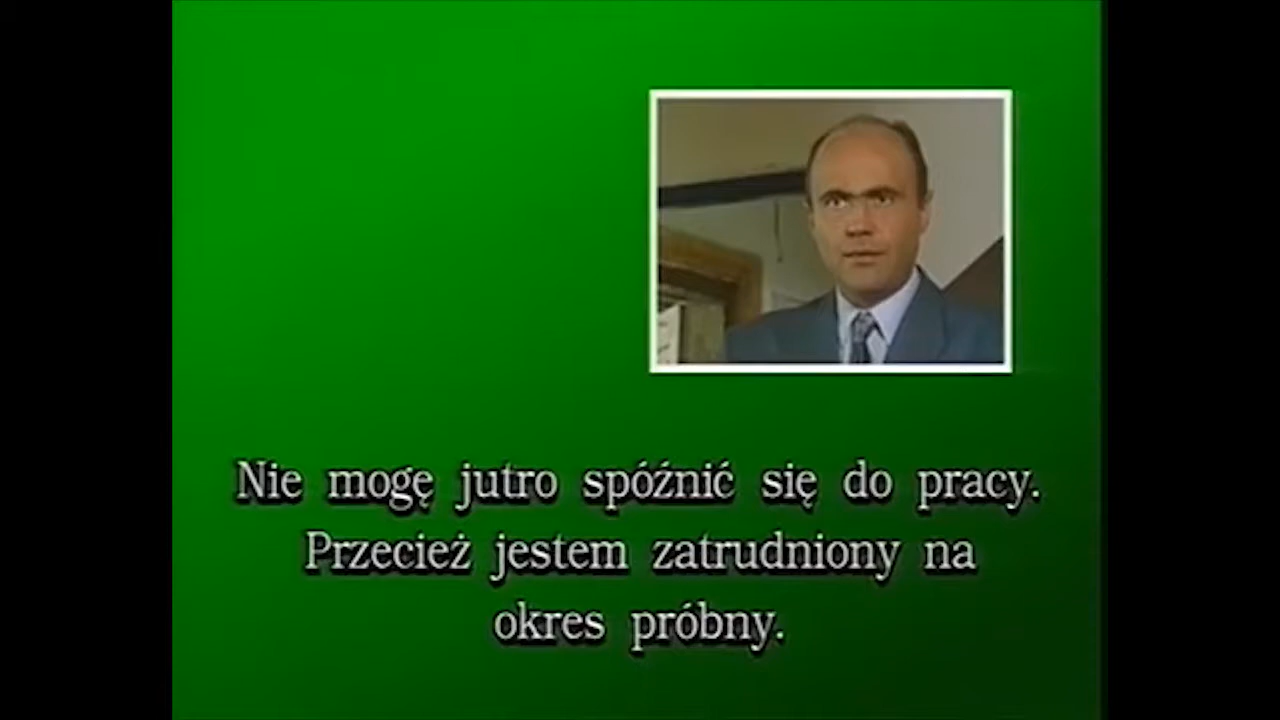 Nie mogę jutro spóźnić się do pracy.
Przecież jestem zatrudniony na
okres próbny.